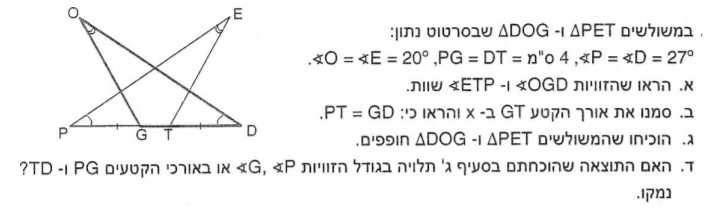 O E
P G T D
. במשולשים ΔPET ו- ΔDOG שבסרטוט נתון:
∢O = ∢E = 20° ,PG = DT = 4 ס"מ ,∢P = ∢D = 27°.
א. הראו שהזוויות ∢OGD ו- ∢ETP שוות.
ב. סמנו את אורך הקטע GT ב- x והראו כי: PT = GD.
ג. הוכיחו שהמשולשים ΔPET ו- ΔDOG חופפים.
ד. האם התוצאה שהוכחתם בסעיף ג' תלויה בגודל הזוויות ∢G, ∢P או באורכי הקטעים PG ו- TD?
נמקו.